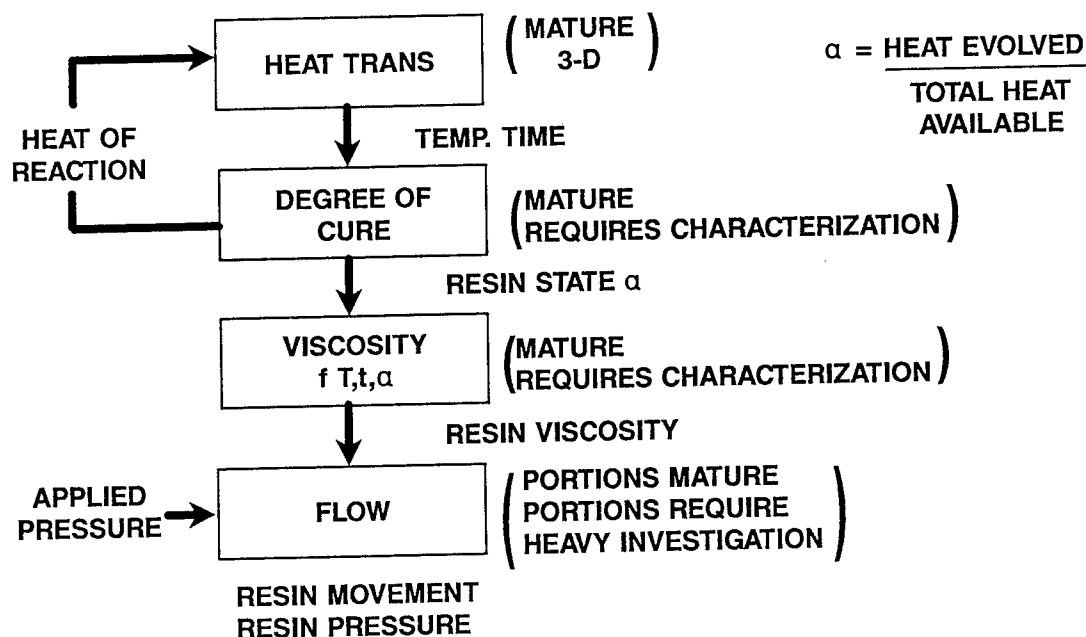 HEAT TRANS
(MATURE
3-D)
α = HEAT EVOLVED
TOTAL HEAT
AVAILABLE
HEAT OF
REACTION
TEMP. TIME
DEGREE OF
CURE
(MATURE
REQUIRES CHARACTERIZATION)
RESIN STATE α
VISCOSITY
f T,t,α
(MATURE
REQUIRES CHARACTERIZATION)
RESIN VISCOSITY
APPLIED
PRESSURE
FLOW
(PORTIONS MATURE
PORTIONS REQUIRE
HEAVY INVESTIGATION)
RESIN MOVEMENT
RESIN PRESSURE